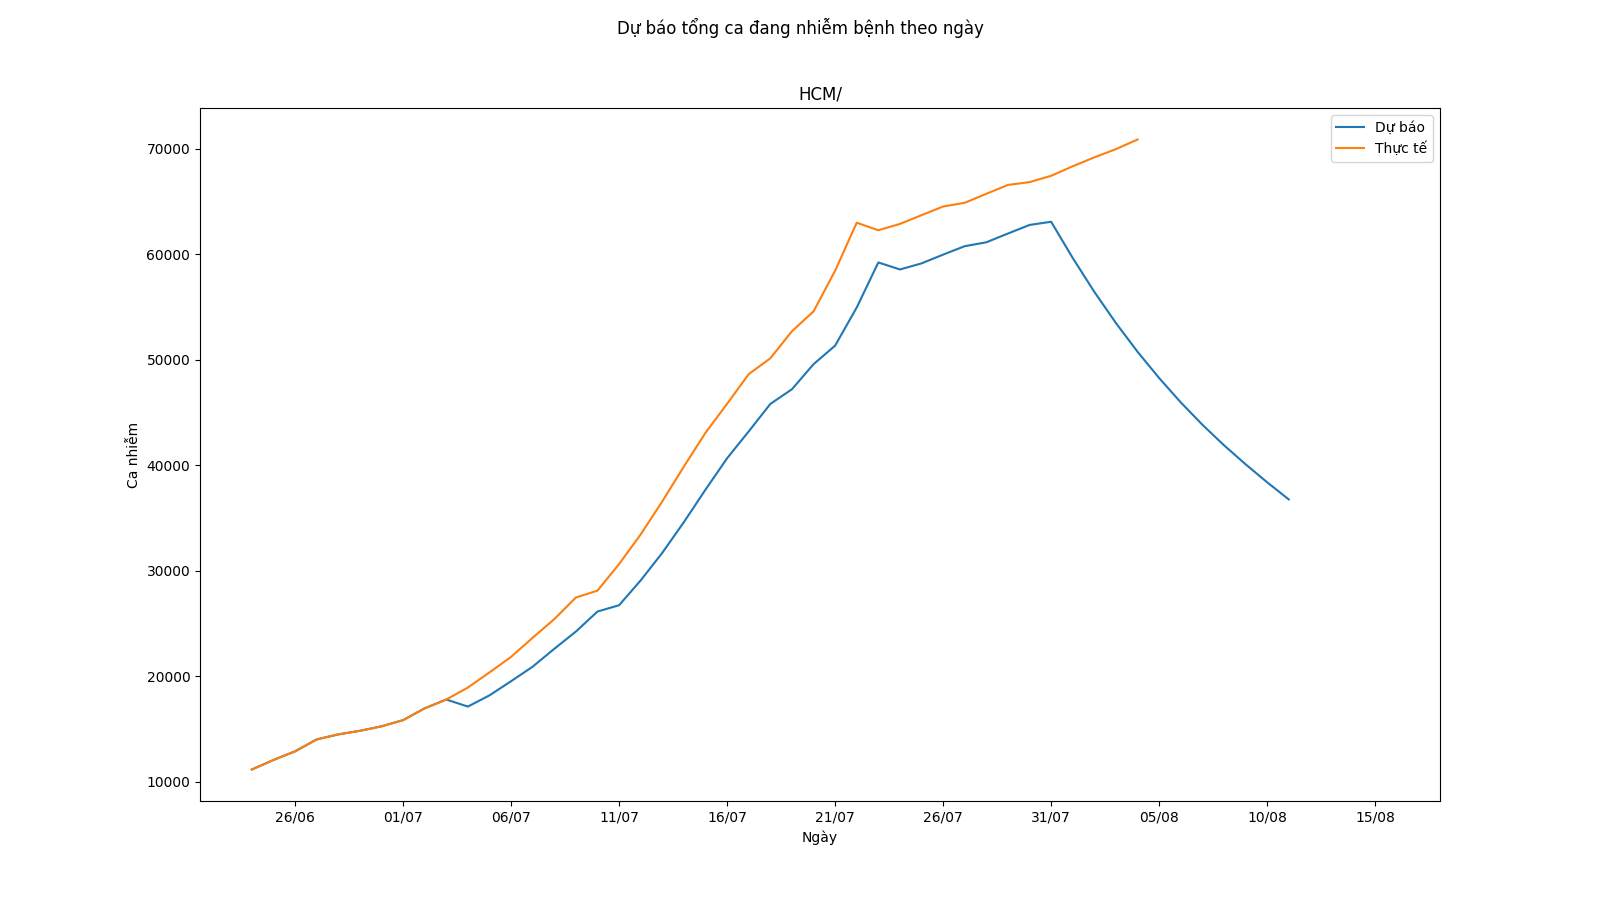 Dự báo tổng ca đang nhiễm bệnh theo ngày
HCM/
Dự báo
Thực tế
70000
60000
50000
40000
30000
20000
10000
Ca nhiễm
26/06 01/07 06/07 11/07 16/07 21/07 26/07 31/07 05/08 10/08 15/08
Ngày